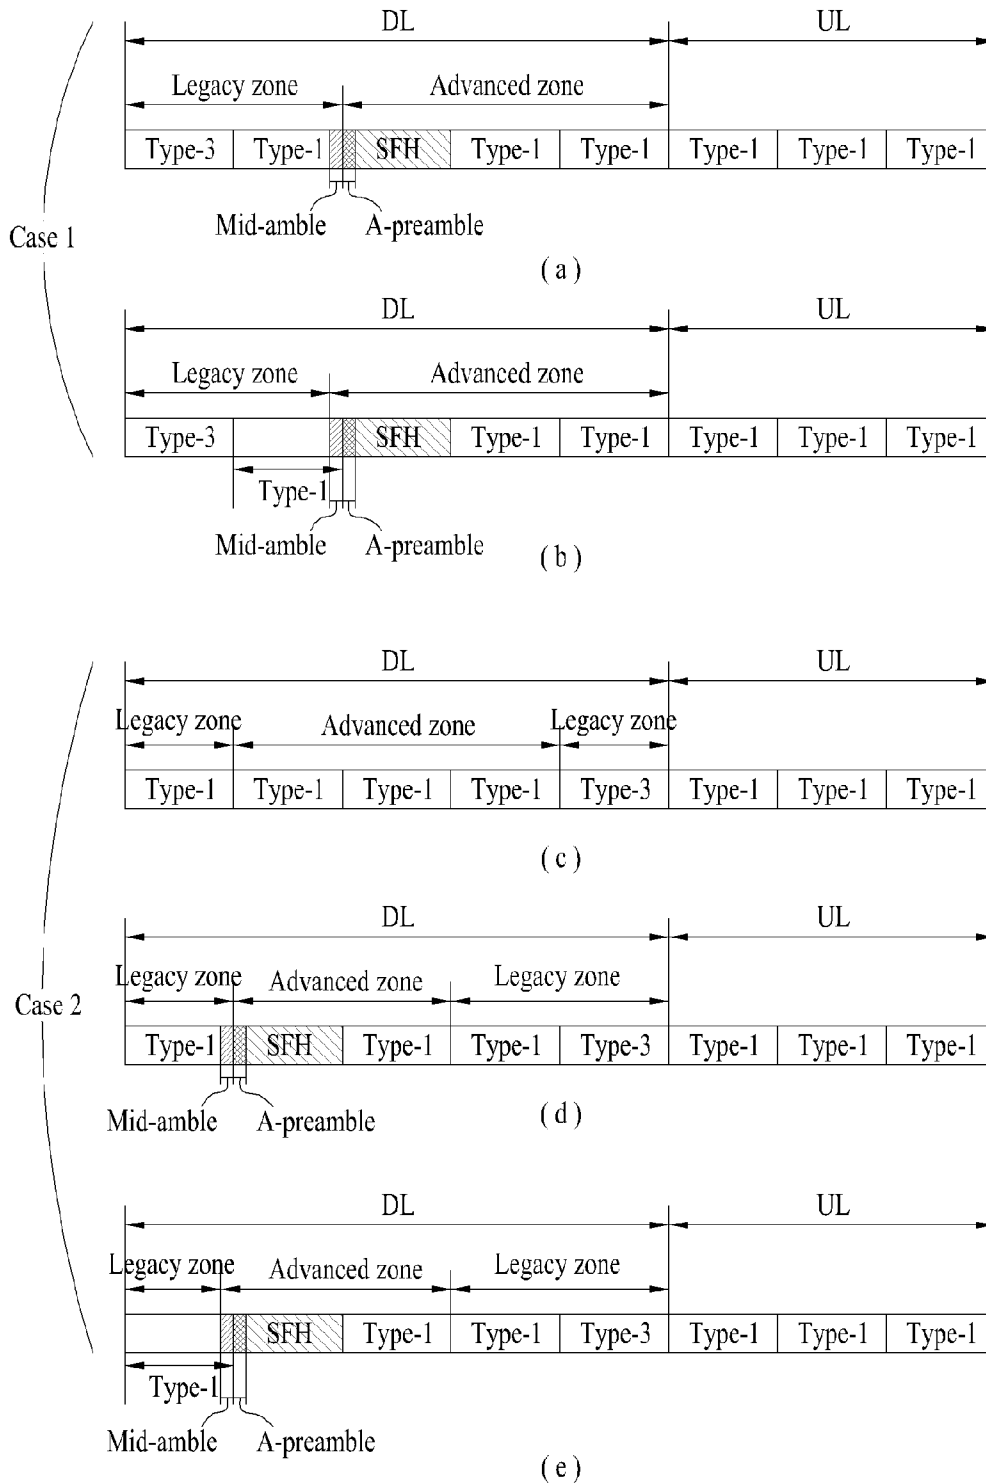 DL UL
Legacy zone Advanced zone
Type-3 Type-1 SFH Type-1 Type-1 Type-1 Type-1 Type-1
Mid-amble A-preamble
Case 1
( a )
DL UL
Legacy zone Advanced zone
Type-3 SFH Type-1 Type-1 Type-1 Type-1 Type-1
Type-1
Mid-amble A-preamble
( b )
DL UL
Legacy zone Advanced zone Legacy zone
Type-1 Type-1 Type-1 Type-1 Type-3 Type-1 Type-1 Type-1
( c )
DL UL
Legacy zone Advanced zone Legacy zone
Case 2
Type-1 SFH Type-1 Type-1 Type-3 Type-1 Type-1 Type-1
Mid-amble A-preamble
( d )
DL UL
Legacy zone Advanced zone Legacy zone
SFH Type-1 Type-1 Type-3 Type-1 Type-1 Type-1
Type-1
Mid-amble A-preamble
( e )